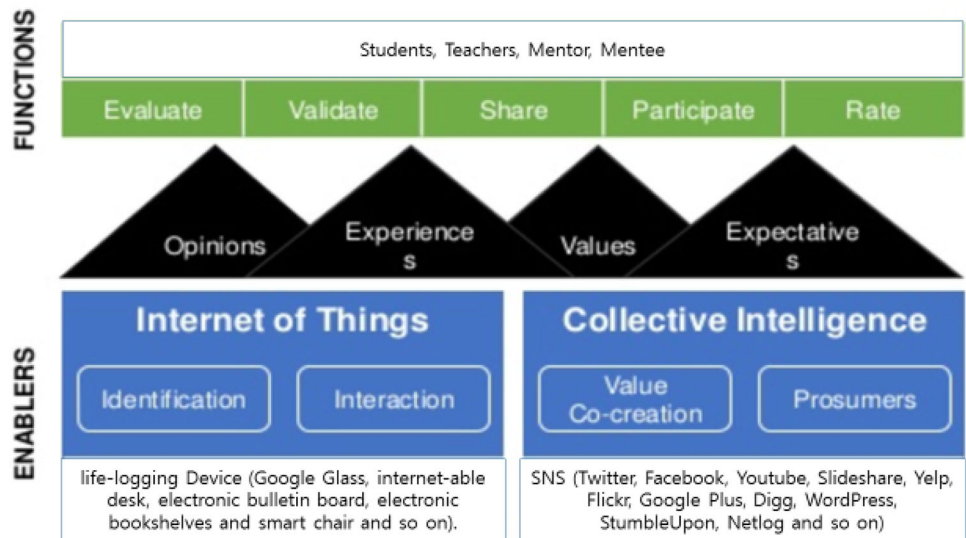 FUNCTIONS
Students, Teachers, Mentor, Mentee
Evaluate
Validate
Share
Participate
Rate
Opinions
Experience
s
Values
Expectative
s
ENABLERS
Internet of Things
Identification
Interaction
life-logging Device (Google Glass, internet-able
desk, electronic bulletin board, electronic
bookshelves and smart chair and so on).
Collective Intelligence
Value
Co-creation
Prosumers
SNS (Twitter, Facebook, Youtube, Slideshare, Yelp,
Flickr, Google Plus, Digg, WordPress,
StumbleUpon, Netlog and so on)